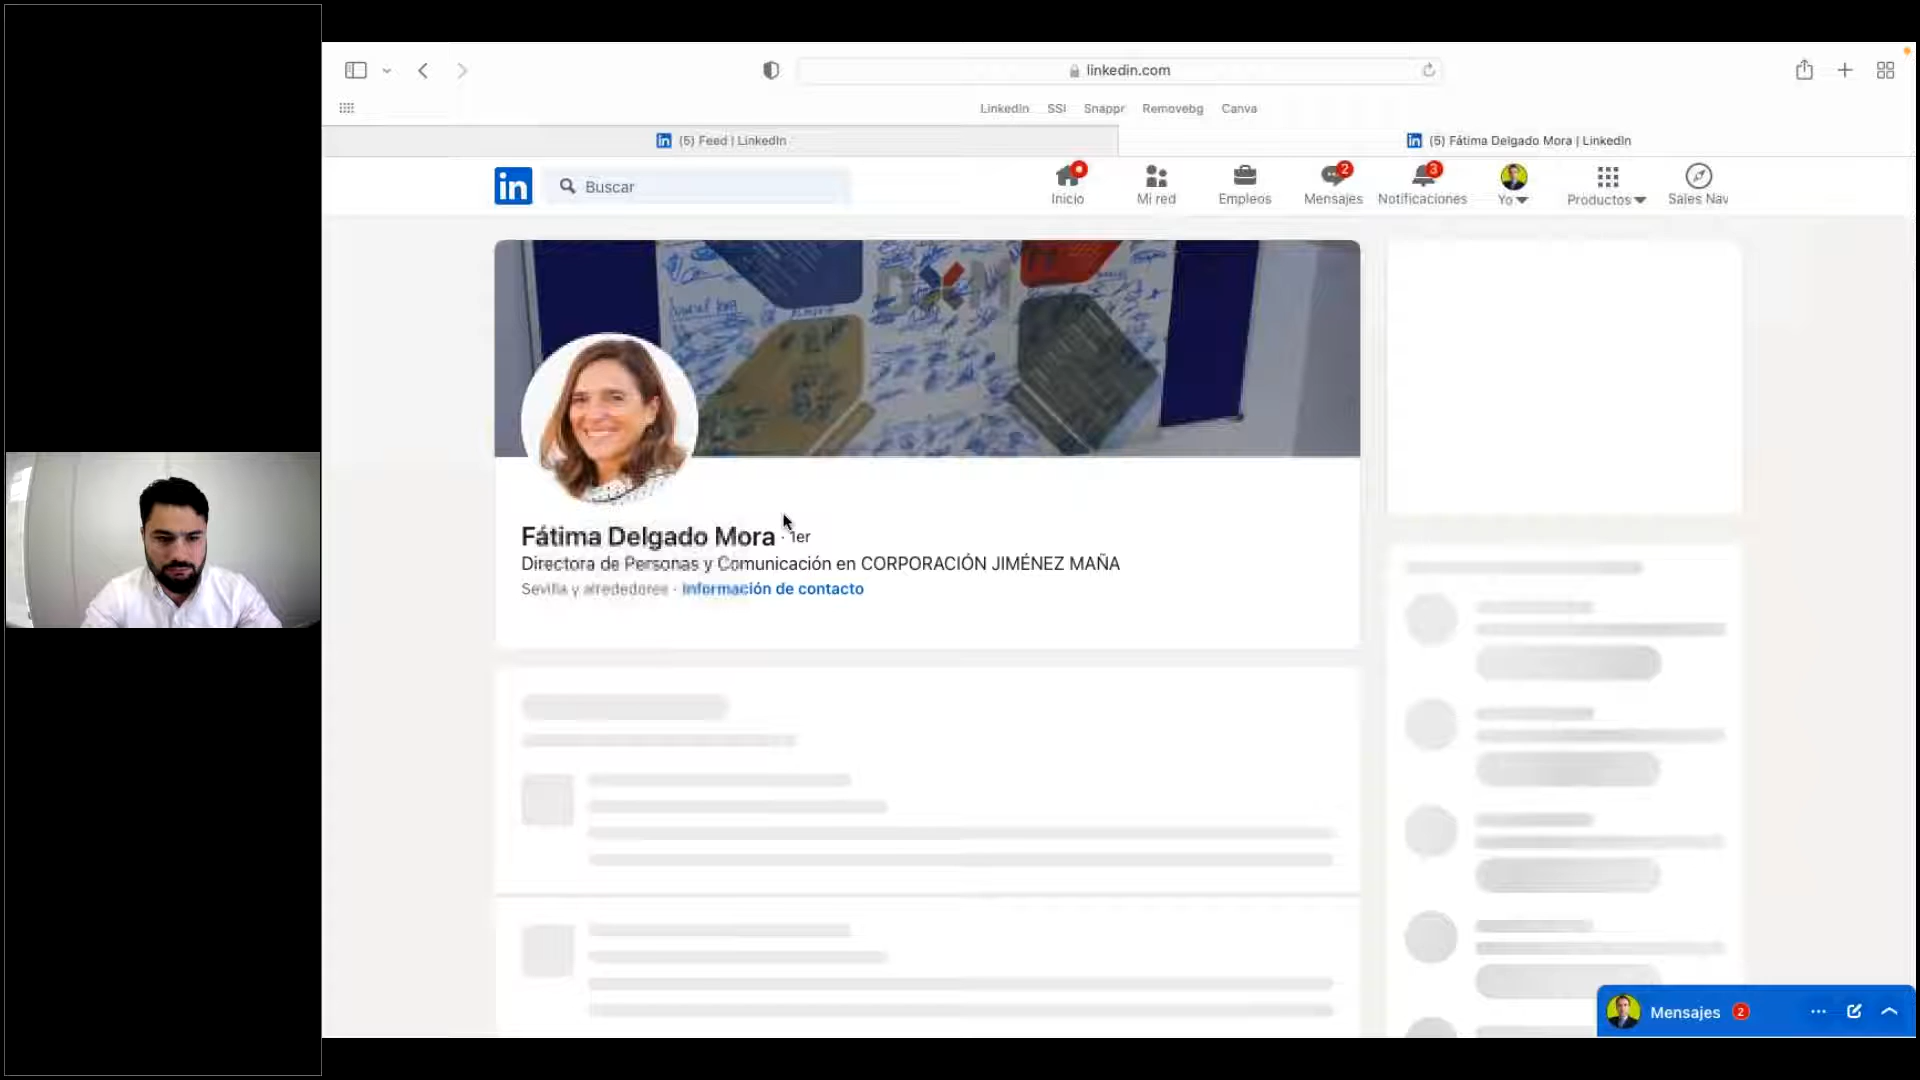 linkedin.com
LinkedIn SSI Snappr Removebg Canva
(5) Feed | LinkedIn
(5) Fátima Delgado Mora | LinkedIn
in
Buscar
Inicio
Mi red
Empleos
2
Mensajes
3
Notificaciones
Yo
Productos
Sales Nav
DXM
Fátima Delgado Mora · 1er
Directora de Personas y Comunicación en CORPORACIÓN JIMÉNEZ MAÑA
Sevilla y alrededores · Información de contacto
Mensajes 2